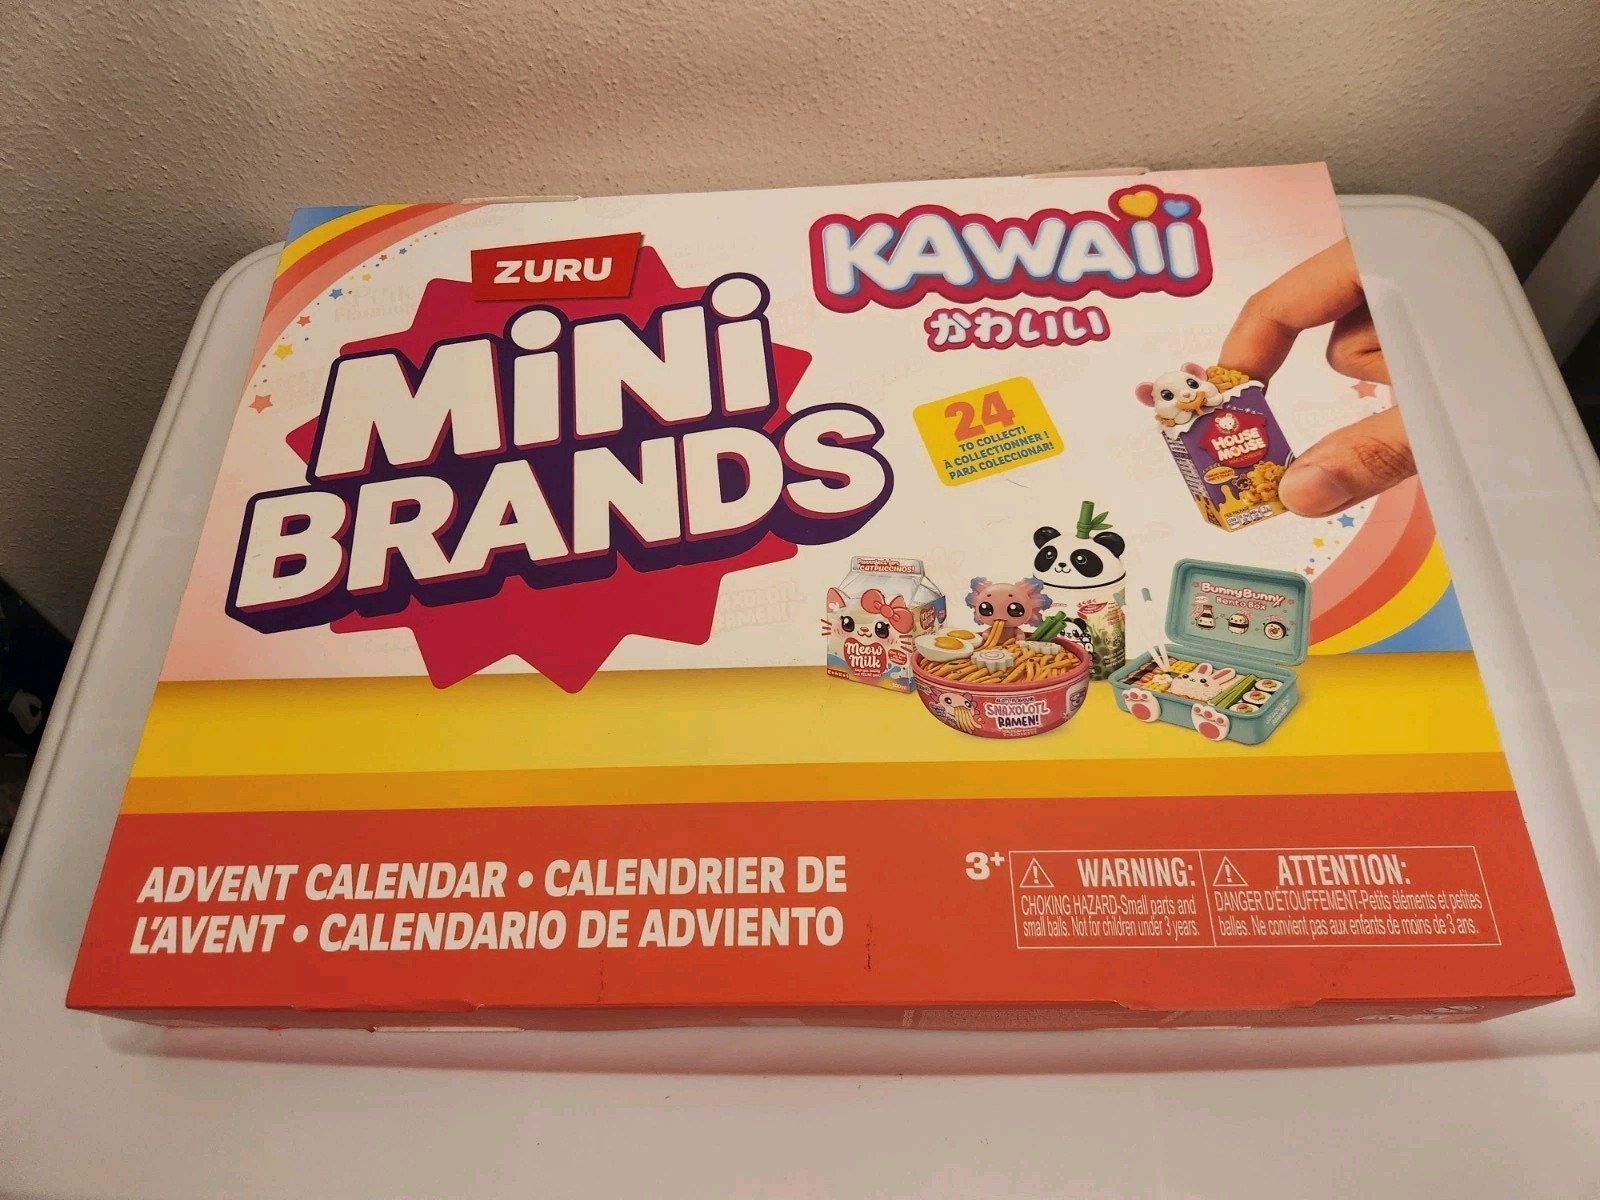 ZURU
MiNi
BRANDS
KAWAii
かわいい
24
TO COLLECT!
À COLLECTIONNER !
PARA COLECCIONAR!
HOUSE
MOUSE
Purrrfect for
CATPUCCINOS!
Meow
Milk
SNAXOLOTL
RAMEN!
BunnyBunny
Bento Box
ADVENT CALENDAR • CALENDRIER DE
L'AVENT • CALENDARIO DE ADVIENTO
3+
WARNING:
CHOKING HAZARD-Small parts and
small balls. Not for children under 3 years.
ATTENTION:
DANGER D'ÉTOUFFEMENT-Petits éléments et petites
balles. Ne convient pas aux enfants de moins de 3 ans.